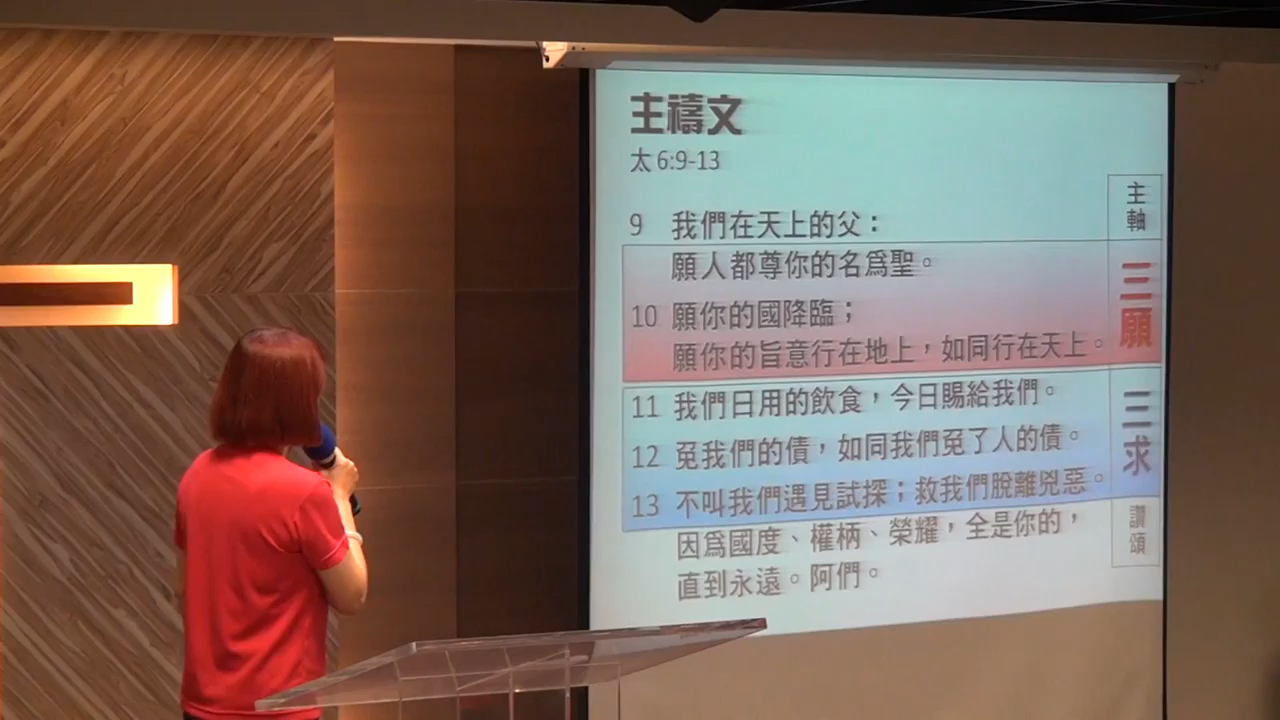 主禱文
太 6:9-13
主軸
9 我們在天上的父：
願人都尊你的名為聖。
10 願你的國降臨；
願你的旨意行在地上，如同行在天上。
三願
11 我們日用的飲食，今日賜給我們。
12 免我們的債，如同我們免了人的債。
13 不叫我們遇見試探；救我們脫離兇惡。
三求
因為國度、權柄、榮耀，全是你的，
直到永遠。阿們。
讚頌